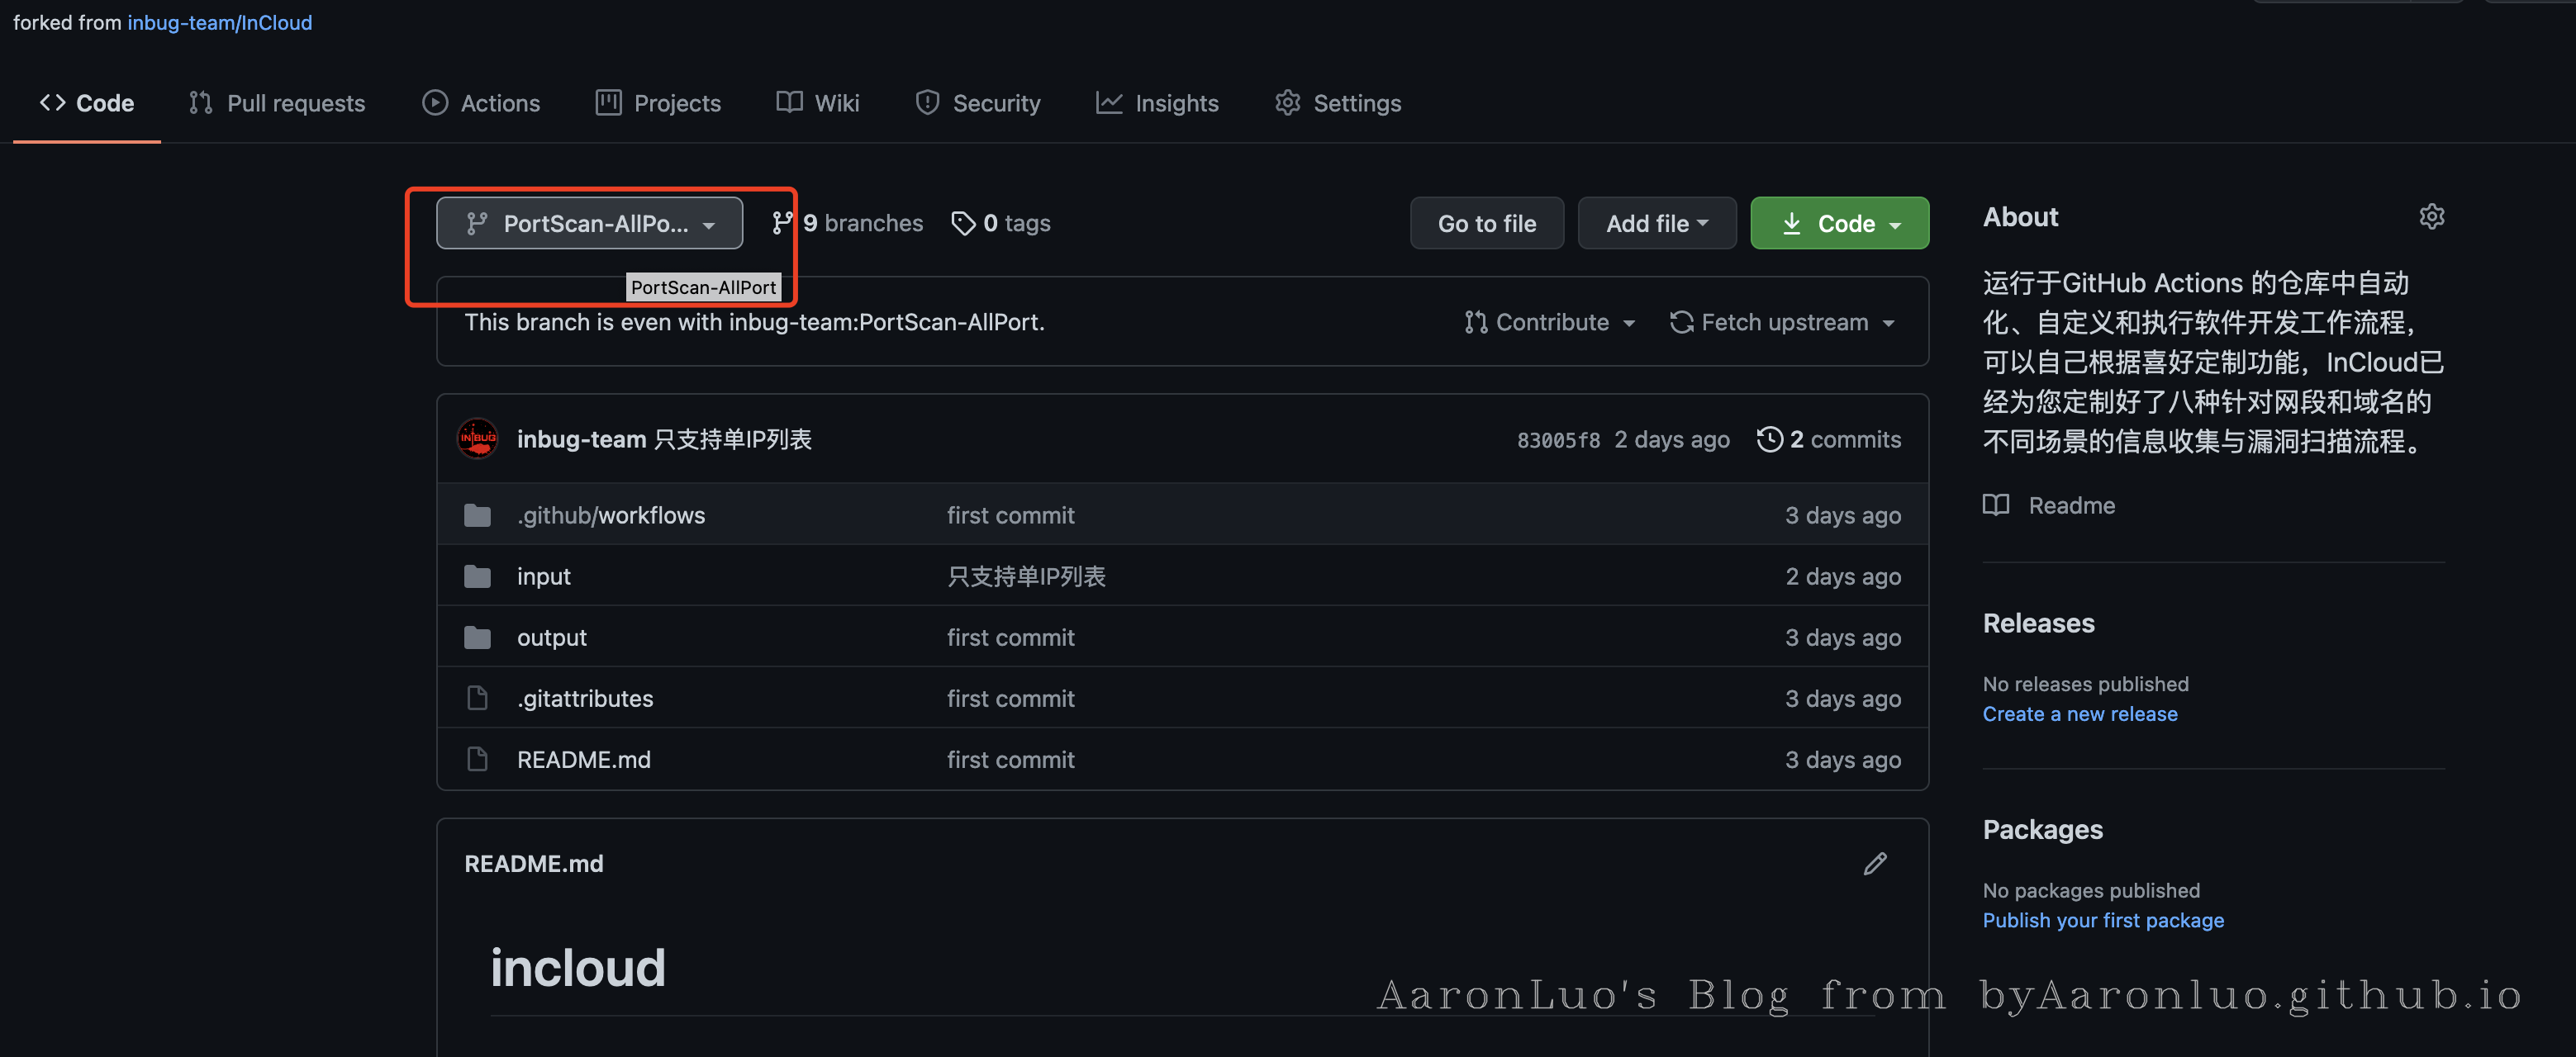 forked from inbug-team/InCloud
Code Pull requests Actions Projects Wiki Security Insights Settings
PortScan-AllPo... 9 branches 0 tags Go to file Add file Code
PortScan-AllPort
This branch is even with inbug-team:PortScan-AllPort. Contribute Fetch upstream
INBUG
inbug-team 只支持单IP列表 83005f8 2 days ago 2 commits
.github/workflows first commit 3 days ago
input 只支持单IP列表 2 days ago
output first commit 3 days ago
.gitattributes first commit 3 days ago
README.md first commit 3 days ago
README.md
incloud
About
运行于GitHub Actions 的仓库中自动
化、自定义和执行软件开发工作流程，
可以自己根据喜好定制功能，InCloud已
经为您定制好了八种针对网段和域名的
不同场景的信息收集与漏洞扫描流程。
Readme
Releases
No releases published
Create a new release
Packages
No packages published
Publish your first package
AaronLuo's Blog from byAaronluo.github.io